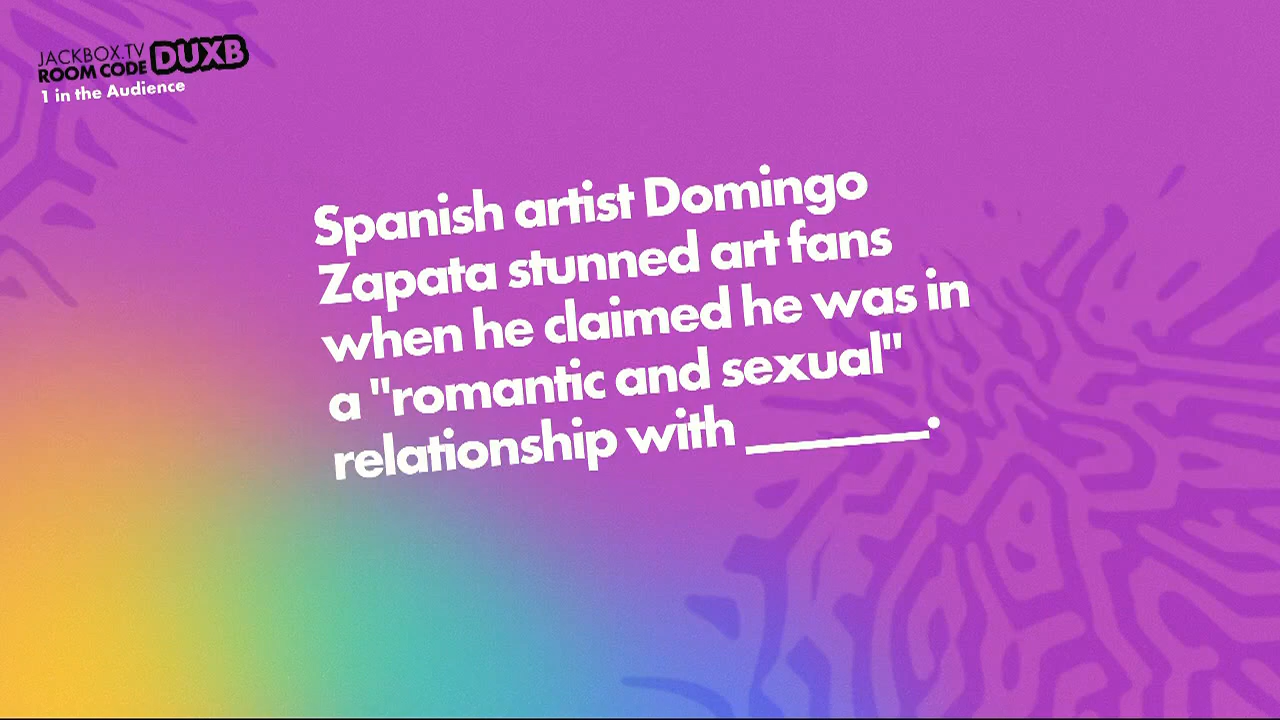 JACKBOX.TV
ROOM CODE DUXB
1 in the Audience
Spanish artist Domingo
Zapata stunned art fans
when he claimed he was in
a "romantic and sexual"
relationship with ________.